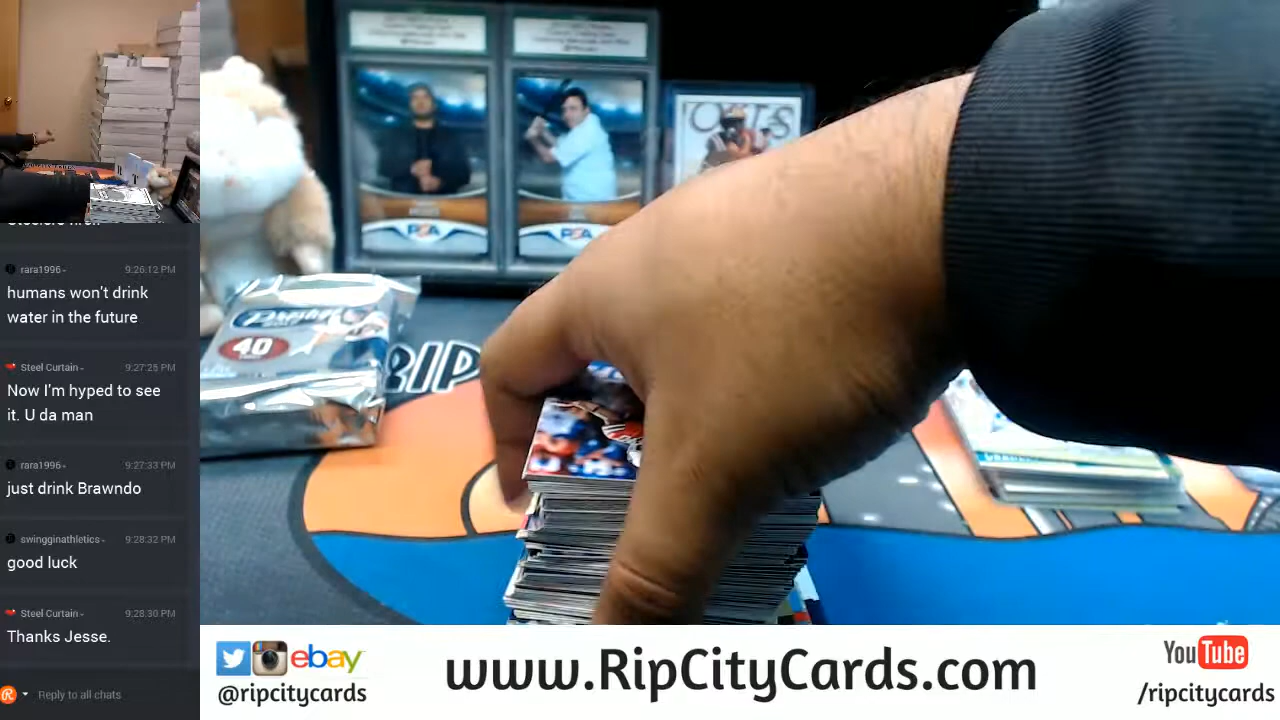 rara1996
9:26:12 PM
humans won't drink
water in the future
Steel Curtain
9:27:25 PM
Now I'm hyped to see
it. U da man
rara1996
9:27:33 PM
just drink Brawndo
swingginathletics
9:28:32 PM
good luck
Steel Curtain
9:28:30 PM
Thanks Jesse.
Reply to all chats
PSA
PSA
40
RIP
ebay
@ripcitycards
www.RipCityCards.com
YouTube
/ripcitycards